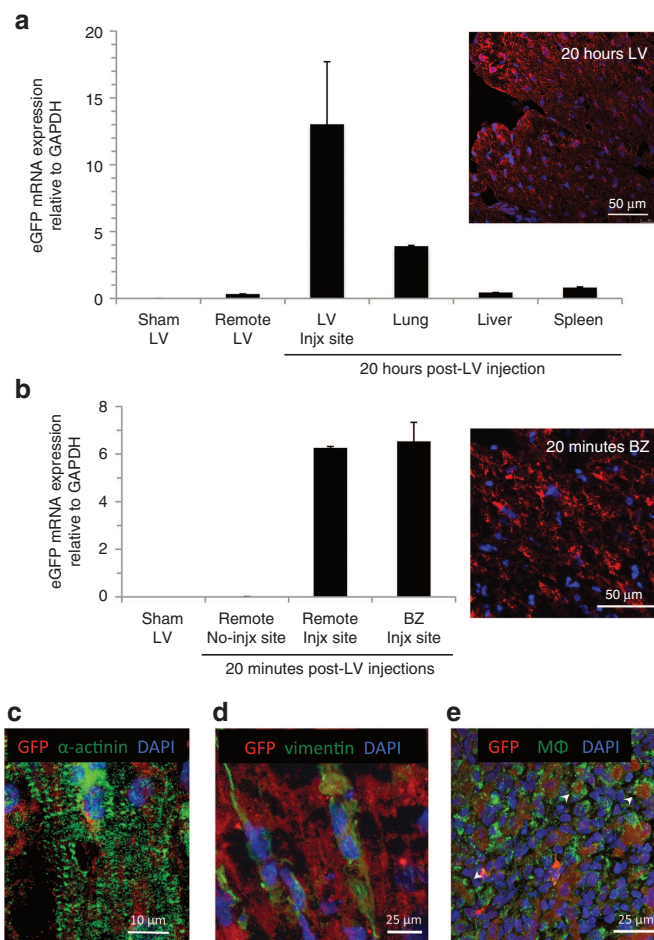 a
eGFP mRNA expression
relative to GAPDH
20
15
10
5
0
Sham
LV
Remote
LV
LV
Injx site
Lung
Liver
Spleen
20 hours post-LV injection
20 hours LV
50 μm
b
eGFP mRNA expression
relative to GAPDH
8
6
4
2
0
Sham
LV
Remote
No-injx site
Remote
Injx site
BZ
Injx site
20 minutes post-LV injections
20 minutes BZ
50 μm
c
GFP α-actinin DAPI
10 μm
d
GFP vimentin DAPI
25 μm
e
GFP MΦ DAPI
25 μm